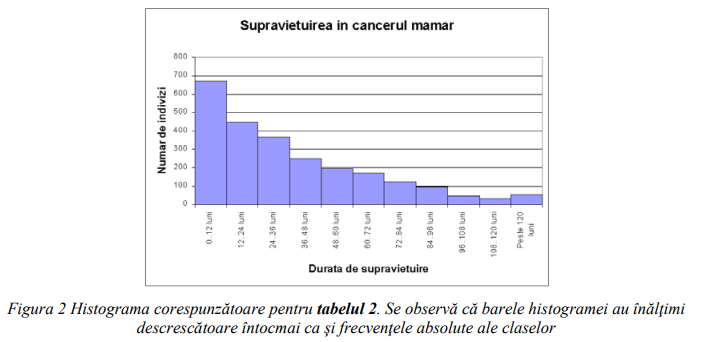 Supravietuirea in cancerul mamar
Numar de indivizi
800
700
600
500
400
300
200
100
0
0..12 luni
12..24 luni
24..36 luni
36..48 luni
48..60 luni
60..72 luni
72..84 luni
84..96 luni
96..108 luni
108..120 luni
Peste 120
luni
Durata de supravietuire
Figura 2 Histograma corespunzătoare pentru tabelul 2. Se observă că barele histogramei au înălţimi
descrescătoare întocmai ca şi frecvenţele absolute ale claselor